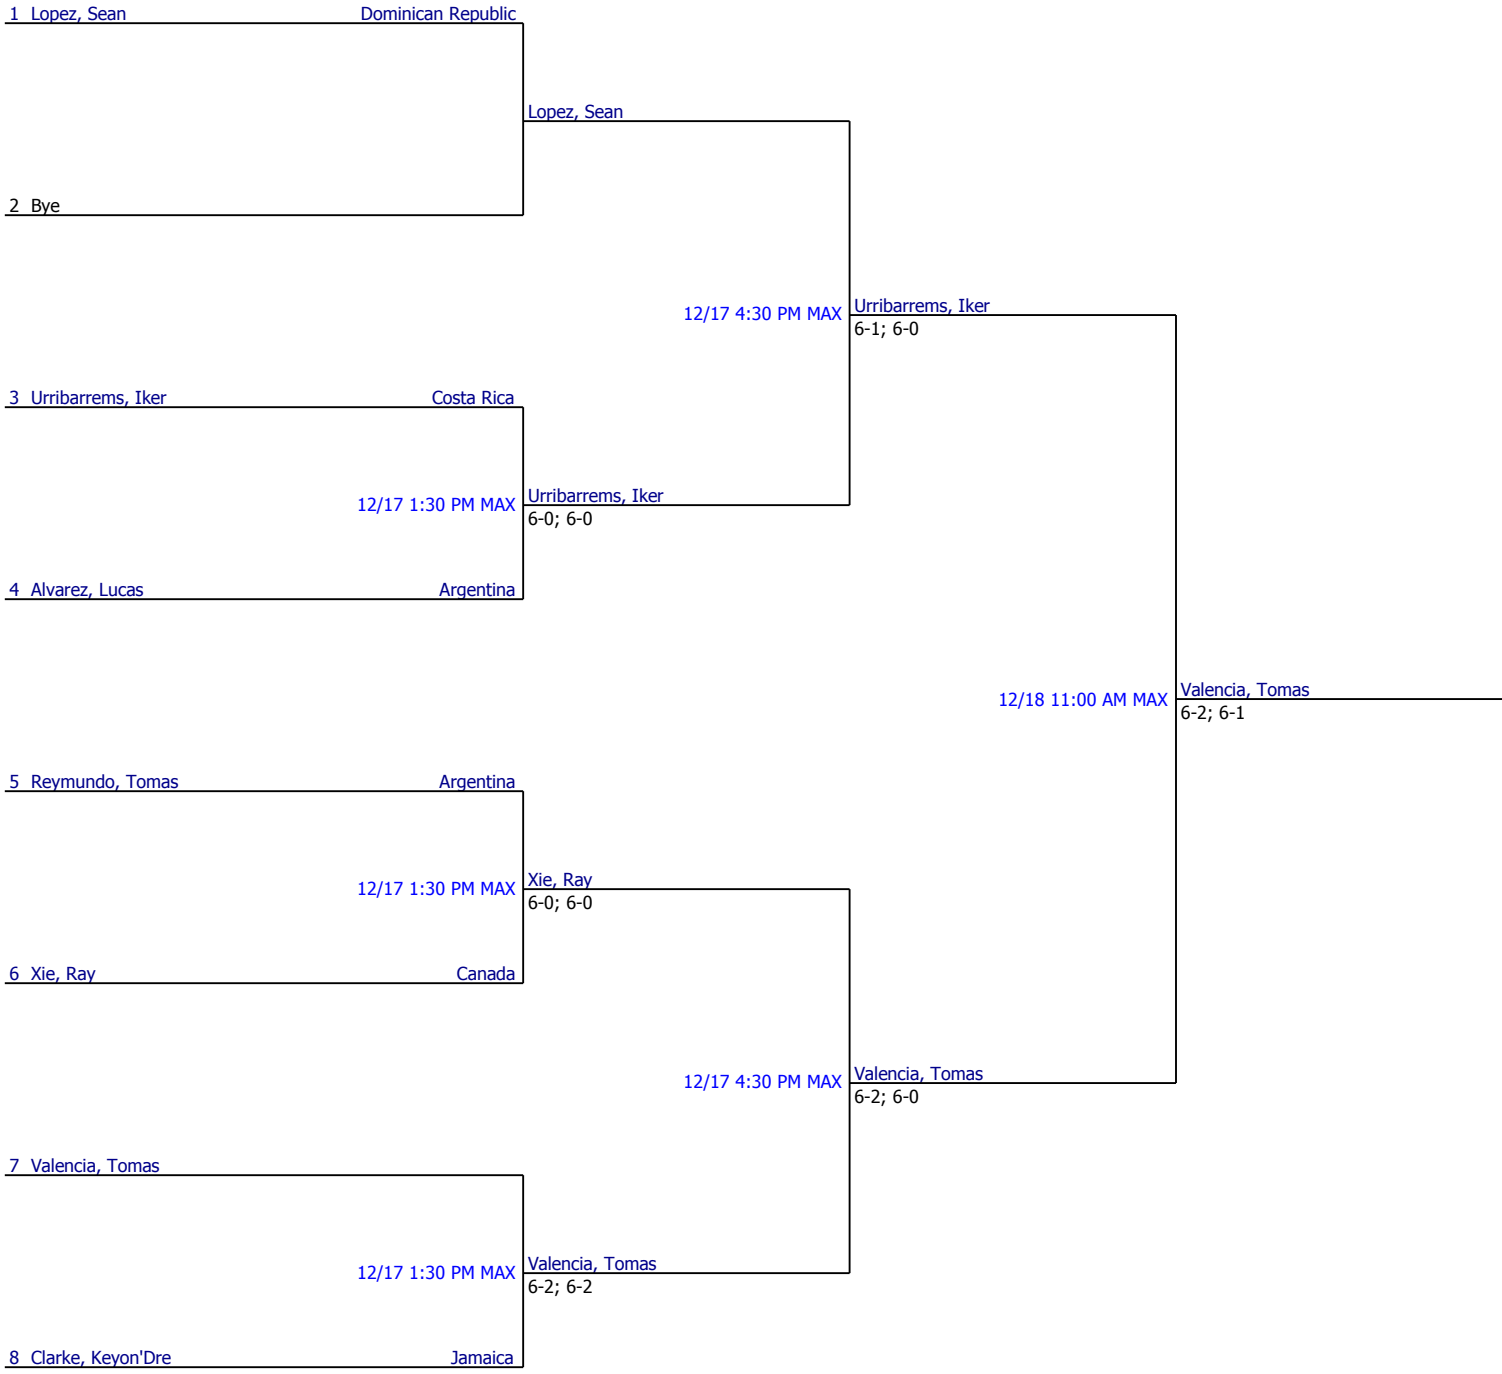 1 Lopez, Sean Dominican Republic
Lopez, Sean
2 Bye
12/17 4:30 PM MAX Urribarrems, Iker
6-1; 6-0
3 Urribarrems, Iker Costa Rica
12/17 1:30 PM MAX Urribarrems, Iker
6-0; 6-0
4 Alvarez, Lucas Argentina
12/18 11:00 AM MAX Valencia, Tomas
6-2; 6-1
5 Reymundo, Tomas Argentina
12/17 1:30 PM MAX Xie, Ray
6-0; 6-0
6 Xie, Ray Canada
12/17 4:30 PM MAX Valencia, Tomas
6-2; 6-0
7 Valencia, Tomas
12/17 1:30 PM MAX Valencia, Tomas
6-2; 6-2
8 Clarke, Keyon'Dre Jamaica